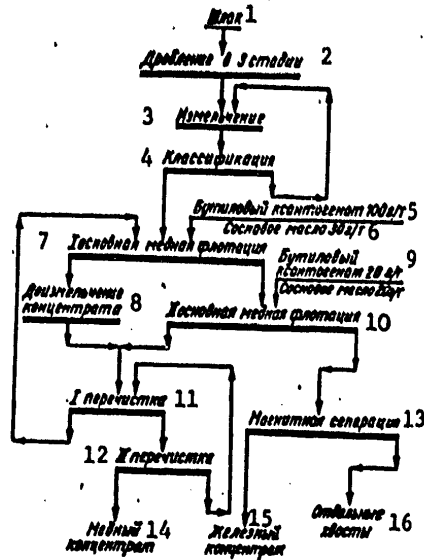 Шлак 1
Дробление в 3 стадии 2
3 Измельчение
4 Классификация
Бутиловый ксантогенат 100 г/т 5
Сосновое масло 30 г/т 6
7 I основная медная флотация
Бутиловый 9
ксантогенат 20 г/т
Сосновое масло г/т
Доизмельчение 8
концентрата
II основная медная флотация 10
I перечистка 11
Магнитная сепарация 13
12 II перечистка
Медный 14
концентрат
Железный 15
концентрат
Отвальные
хвосты 16